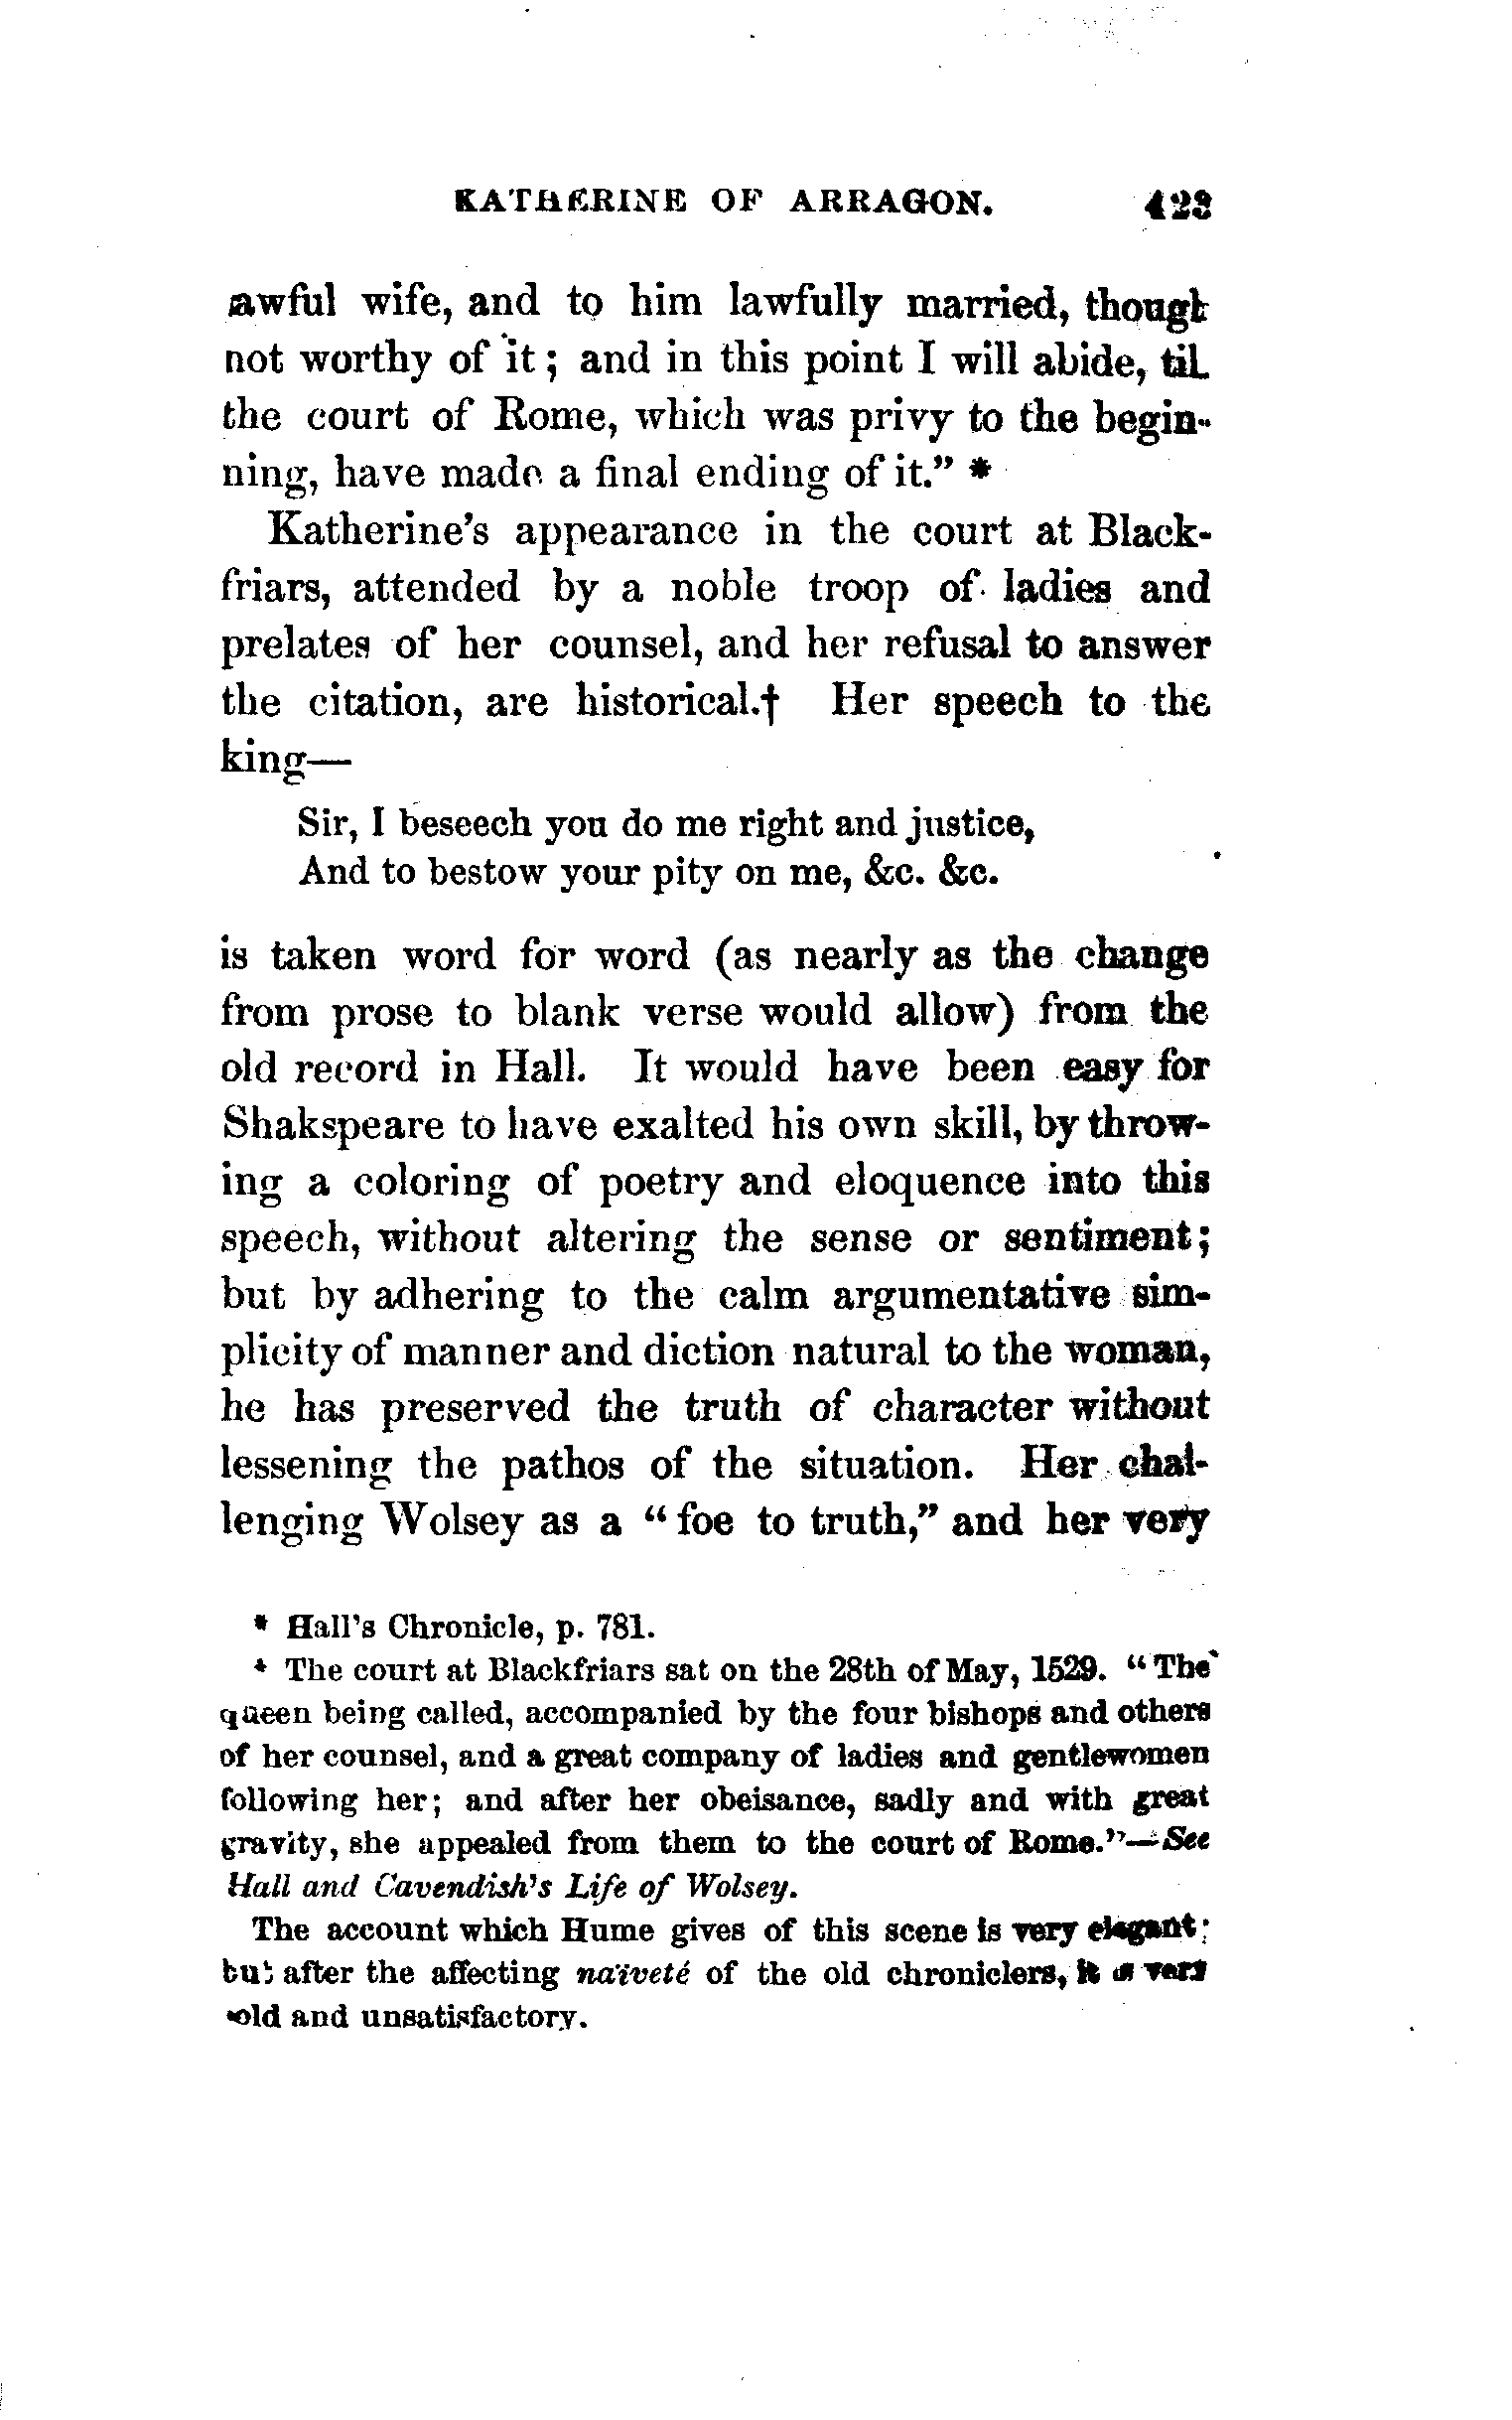 KATHERINE OF ARRAGON. 423
awful wife, and to him lawfully married, though
not worthy of it; and in this point I will abide, til
the court of Rome, which was privy to the begin-
ning, have made a final ending of it." *
Katherine's appearance in the court at Black-
friars, attended by a noble troop of ladies and
prelates of her counsel, and her refusal to answer
the citation, are historical.† Her speech to the
king—
Sir, I beseech you do me right and justice,
And to bestow your pity on me, &c. &c.
is taken word for word (as nearly as the change
from prose to blank verse would allow) from the
old record in Hall. It would have been easy for
Shakspeare to have exalted his own skill, by throw-
ing a coloring of poetry and eloquence into this
speech, without altering the sense or sentiment;
but by adhering to the calm argumentative sim-
plicity of manner and diction natural to the woman,
he has preserved the truth of character without
lessening the pathos of the situation. Her chal-
lenging Wolsey as a "foe to truth," and her very
* Hall's Chronicle, p. 781.
† The court at Blackfriars sat on the 28th of May, 1529. "The
queen being called, accompanied by the four bishops and others
of her counsel, and a great company of ladies and gentlewomen
following her; and after her obeisance, sadly and with great
gravity, she appealed from them to the court of Rome."—See
Hall and Cavendish's Life of Wolsey.
The account which Hume gives of this scene is very elegant;
but after the affecting naïveté of the old chroniclers, it is very
cold and unsatisfactory.